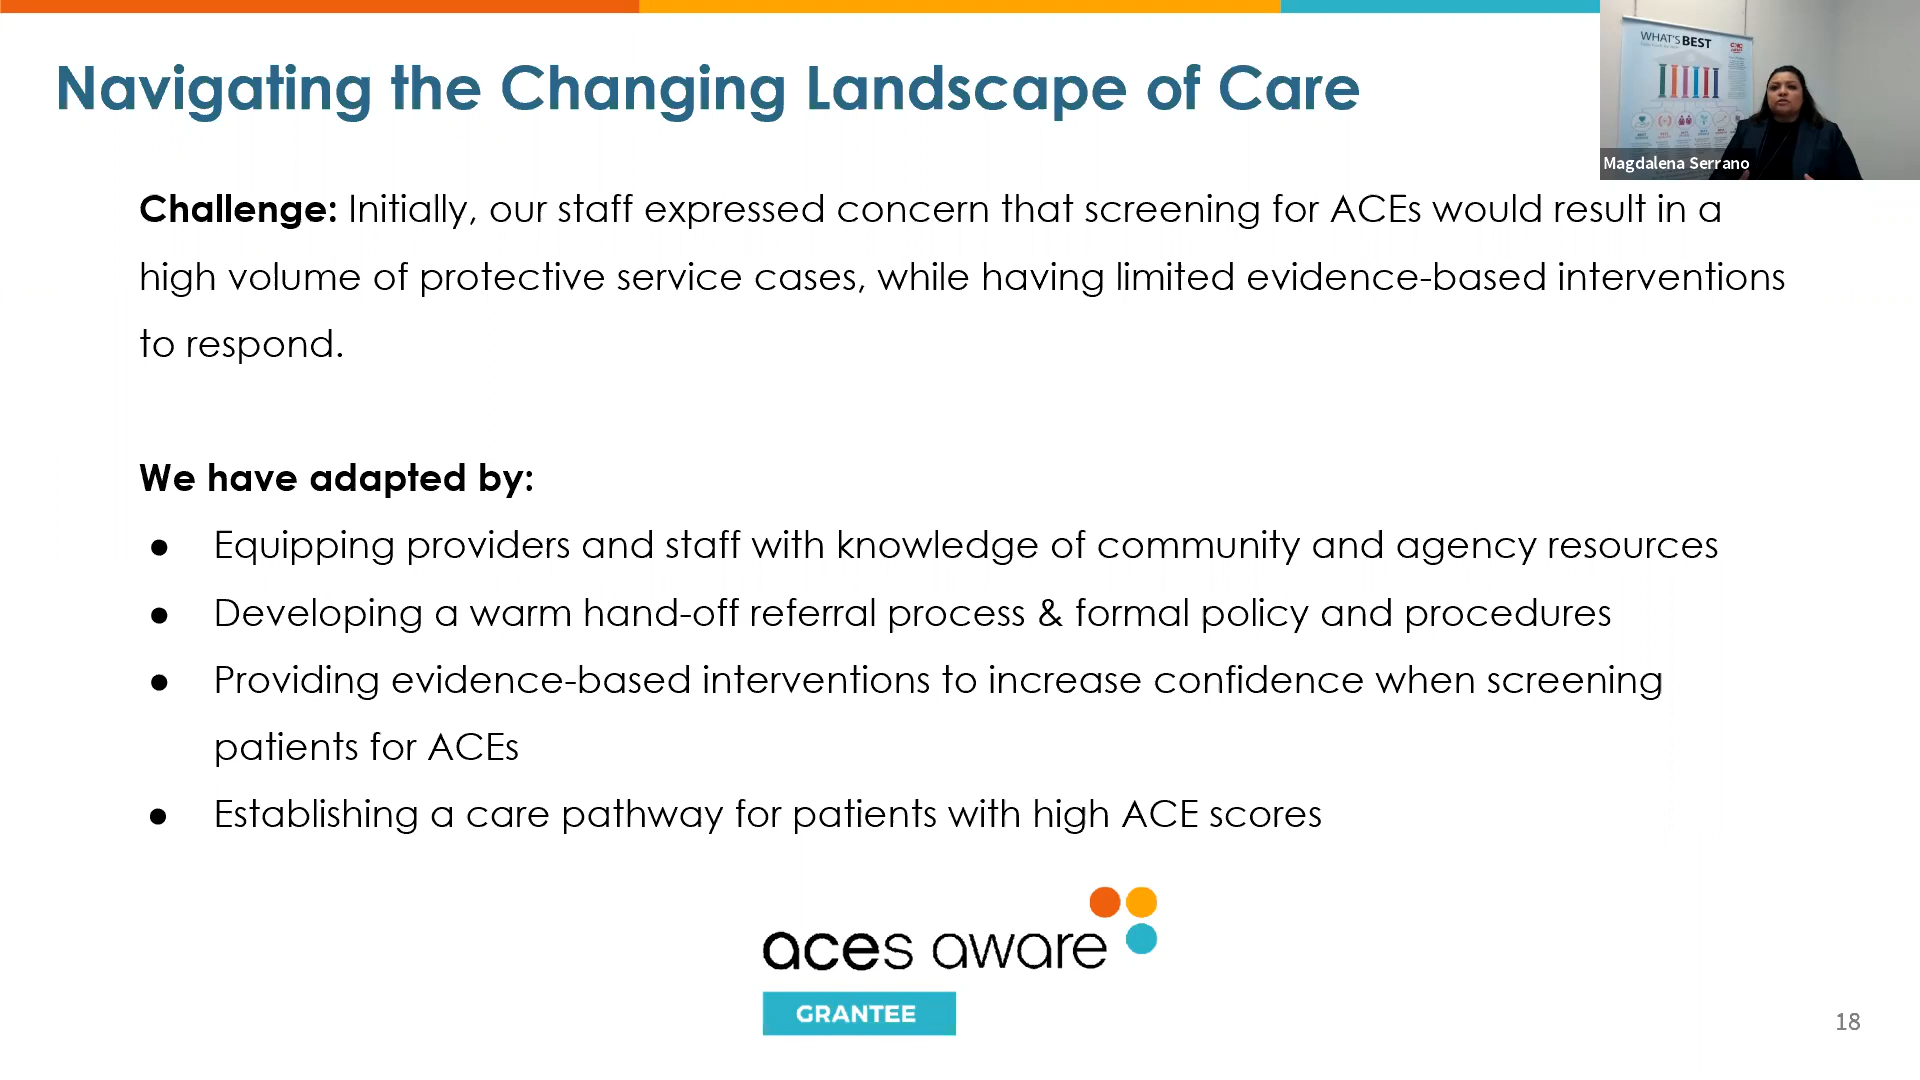 Navigating the Changing Landscape of Care
WHAT'S BEST
Magdalena Serrano
Challenge: Initially, our staff expressed concern that screening for ACEs would result in a
high volume of protective service cases, while having limited evidence-based interventions
to respond.
We have adapted by:
● Equipping providers and staff with knowledge of community and agency resources
● Developing a warm hand-off referral process & formal policy and procedures
● Providing evidence-based interventions to increase confidence when screening
patients for ACEs
● Establishing a care pathway for patients with high ACE scores
aces aware
GRANTEE
18